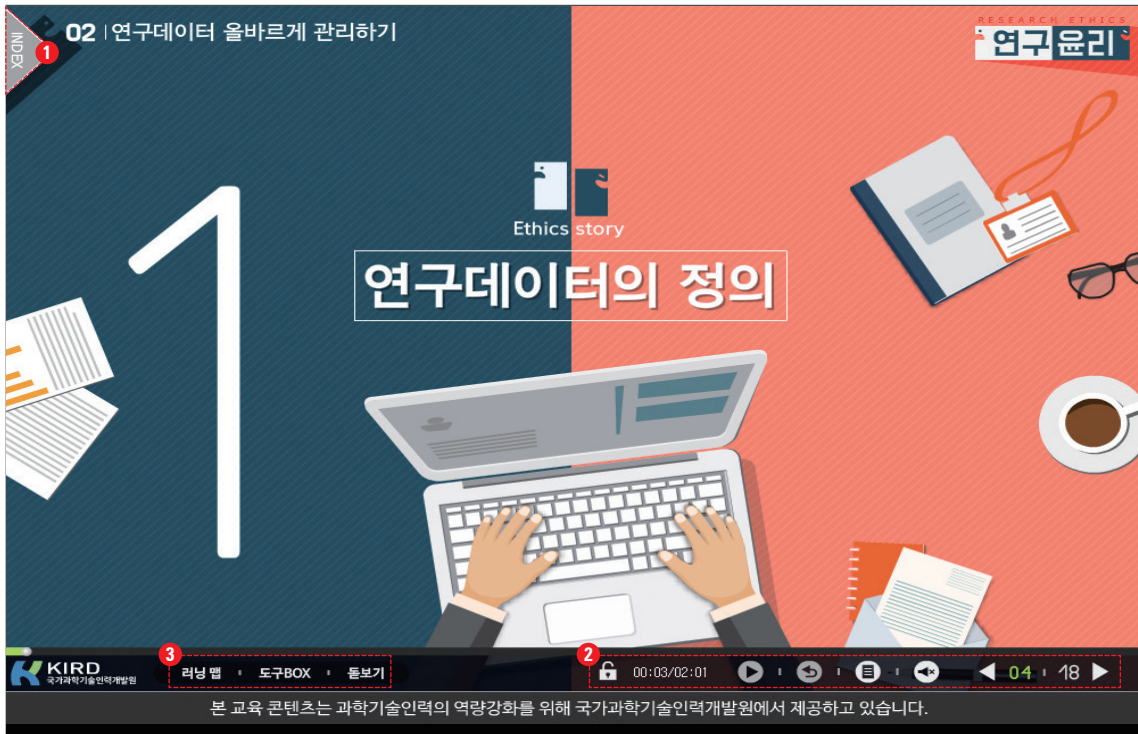 INDEX
1
02 | 연구데이터 올바르게 관리하기
RESEARCH ETHICS
연구윤리
1
Ethics story
연구데이터의 정의
KIRD
국가과학기술인력개발원
3
러닝 맵 | 도구BOX | 돋보기
2
00:03/02:01
04 | 18
본 교육 콘텐츠는 과학기술인력의 역량강화를 위해 국가과학기술인력개발원에서 제공하고 있습니다.